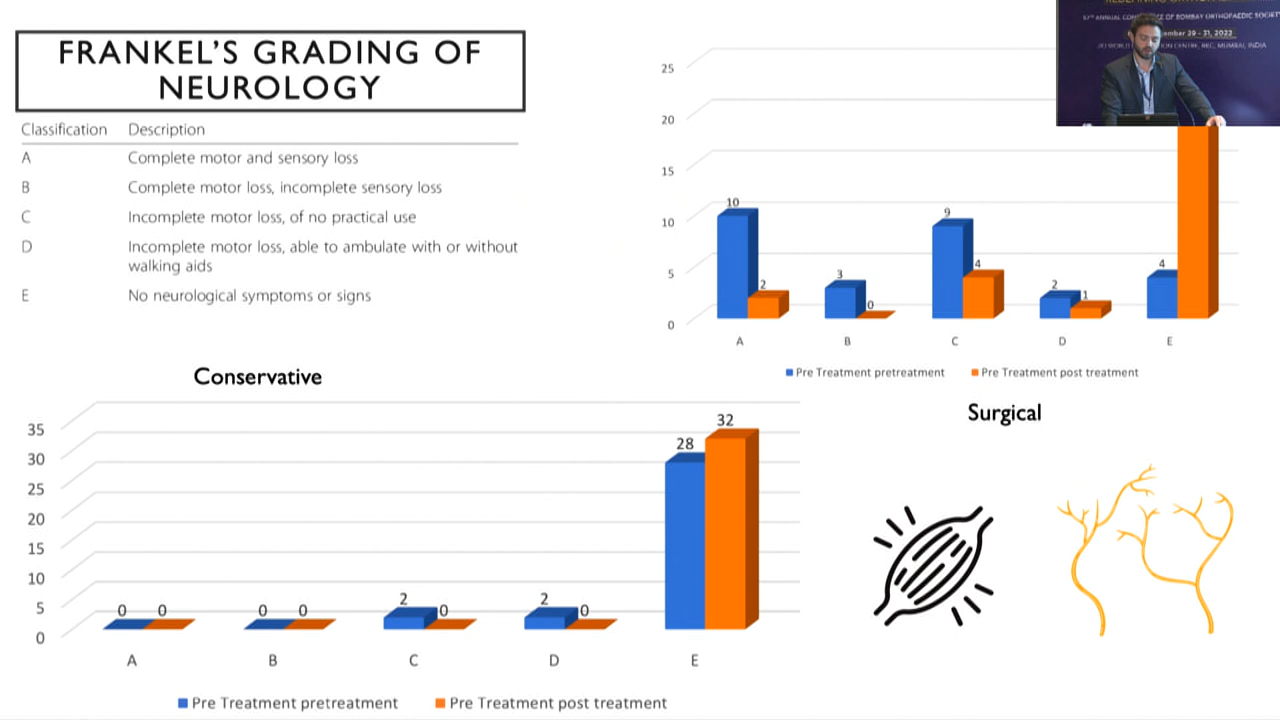 FRANKEL'S GRADING OF
NEUROLOGY
Classification Description
A Complete motor and sensory loss
B Complete motor loss, incomplete sensory loss
C Incomplete motor loss, of no practical use
D Incomplete motor loss, able to ambulate with or without
walking aids
E No neurological symptoms or signs
57TH ANNUAL CONFERENCE OF BOMBAY ORTHOPAEDIC SOCIETY
ember 29 - 31, 2022
CENTRE, BKC, MUMBAI, INDIA
25
20
15
10
5
0
10 2
3 0
9 4
2 1
4
A B C D E
Pre Treatment pretreatment Pre Treatment post treatment
Surgical
Conservative
35
30
25
20
15
10
5
0
0 0
0 0
2 0
2 0
28 32
A B C D E
Pre Treatment pretreatment Pre Treatment post treatment